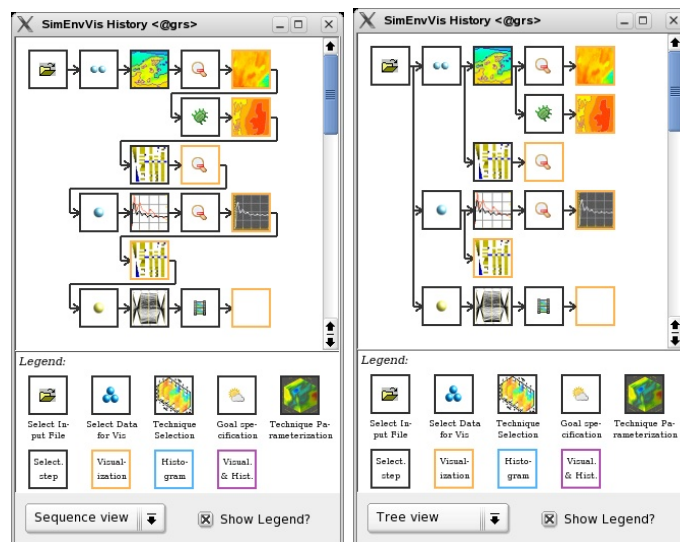 SimEnvVis History <@grs>
Legend:
Select In-
put File
Select Data
for Vis
Technique
Selection
Goal spe-
cification
Technique Pa-
rameterization
Select.
step
Visual-
ization
Histo-
gram
Visual.
& Hist.
Sequence view
Show Legend?
SimEnvVis History <@grs>
Legend:
Select In-
put File
Select Data
for Vis
Technique
Selection
Goal spe-
cification
Technique Pa-
rameterization
Select.
step
Visual-
ization
Histo-
gram
Visual.
& Hist.
Tree view
Show Legend?